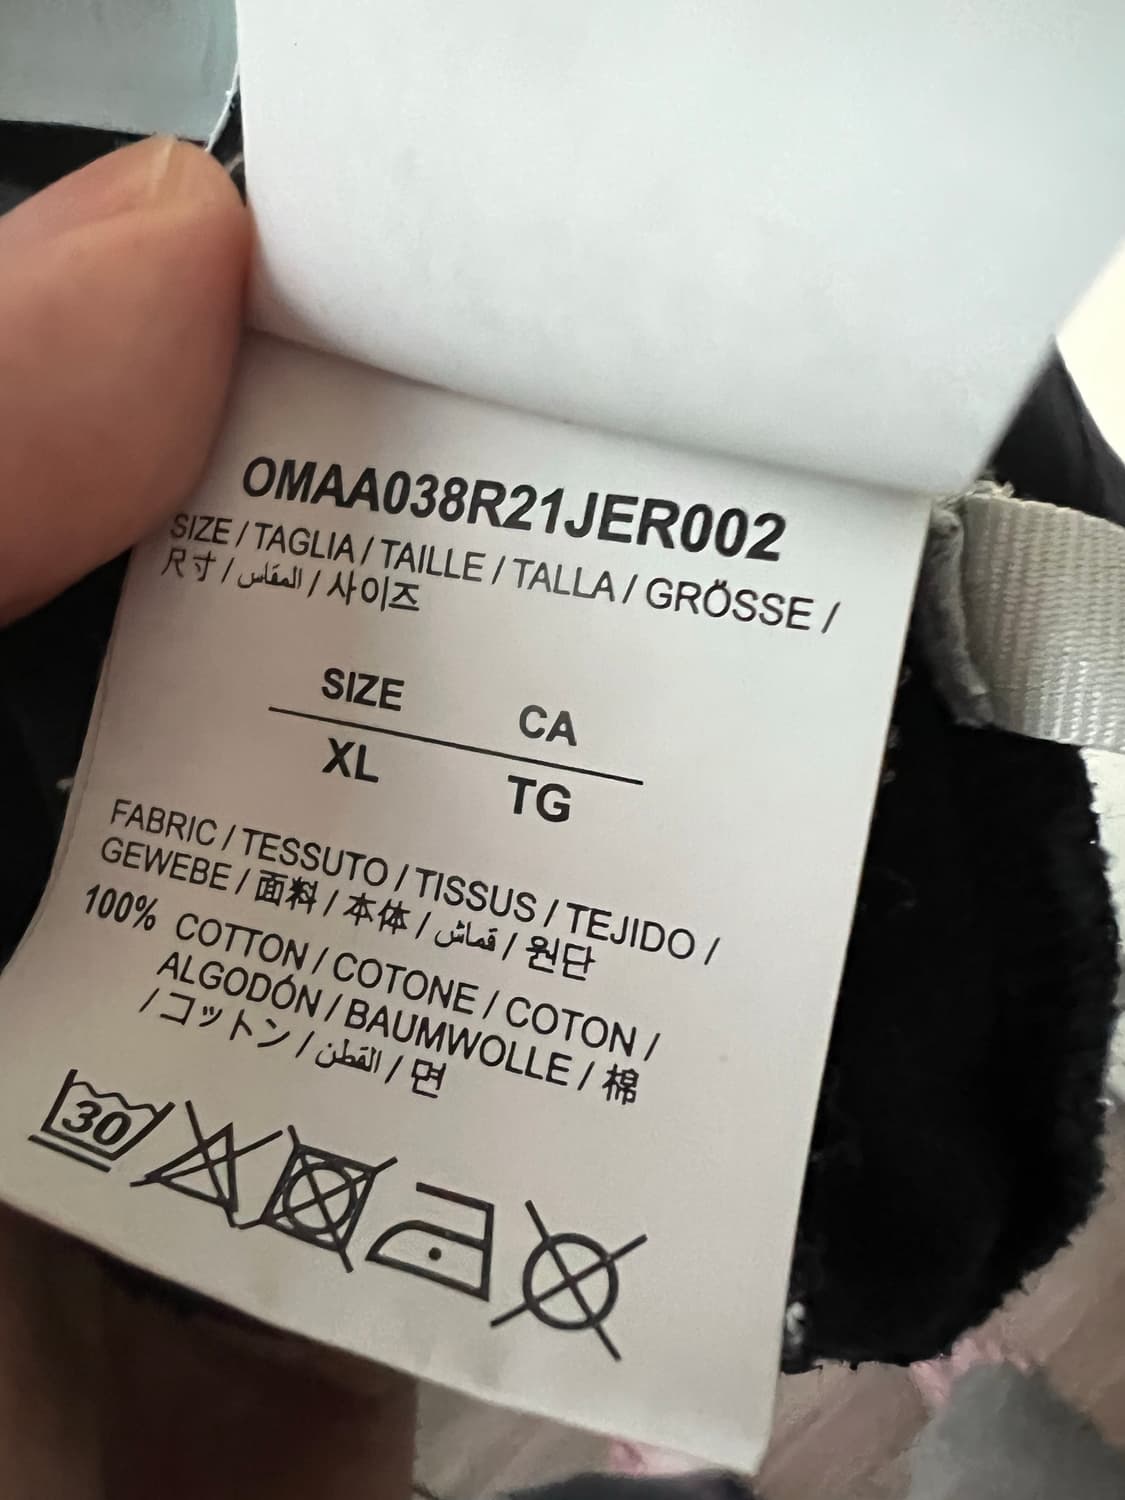 OMAA038R21JER002
SIZE / TAGLIA / TAILLE / TALLA / GRÖSSE /
尺寸 / المقاس / 사이즈
SIZE CA
XL TG
FABRIC / TESSUTO / TISSUS / TEJIDO /
GEWEBE / 面料 / 本体 / قماش / 원단
100% COTTON / COTONE / COTON /
ALGODÓN / BAUMWOLLE / 棉
/ コットン / القطن / 면
30